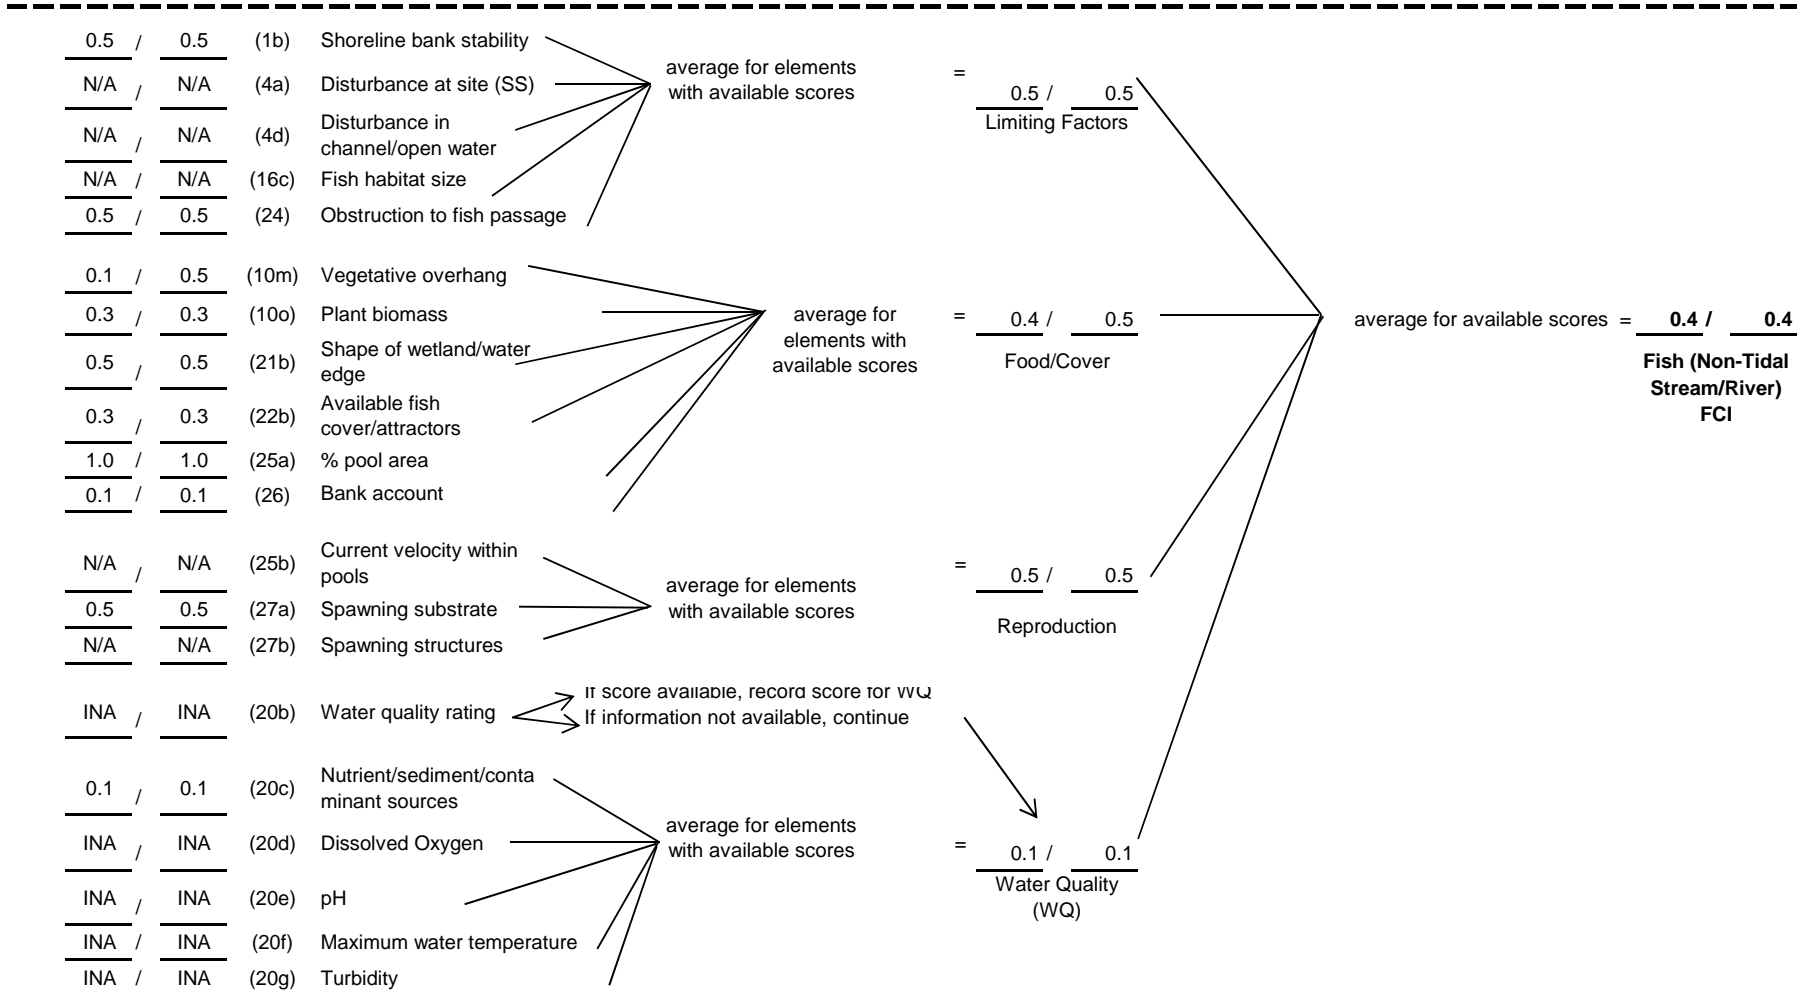 0.5 / 0.5 (1b) Shoreline bank stability
N/A / N/A (4a) Disturbance at site (SS)
N/A / N/A (4d) Disturbance in
channel/open water
N/A / N/A (16c) Fish habitat size
0.5 / 0.5 (24) Obstruction to fish passage
average for elements
with available scores
=
0.5 / 0.5
Limiting Factors
0.1 / 0.5 (10m) Vegetative overhang
0.3 / 0.3 (10o) Plant biomass
0.5 / 0.5 (21b) Shape of wetland/water
edge
0.3 / 0.3 (22b) Available fish
cover/attractors
1.0 / 1.0 (25a) % pool area
0.1 / 0.1 (26) Bank account
average for
elements with
available scores
= 0.4 / 0.5
Food/Cover
average for available scores = 0.4 / 0.4
Fish (Non-Tidal
Stream/River)
FCI
N/A / N/A (25b) Current velocity within
pools
0.5 / 0.5 (27a) Spawning substrate
N/A / N/A (27b) Spawning structures
average for elements
with available scores
=
0.5 / 0.5
Reproduction
INA / INA (20b) Water quality rating
If score available, record score for WQ
If information not available, continue
0.1 / 0.1 (20c) Nutrient/sediment/conta
minant sources
INA / INA (20d) Dissolved Oxygen
INA / INA (20e) pH
INA / INA (20f) Maximum water temperature
INA / INA (20g) Turbidity
average for elements
with available scores
=
0.1 / 0.1
Water Quality
(WQ)